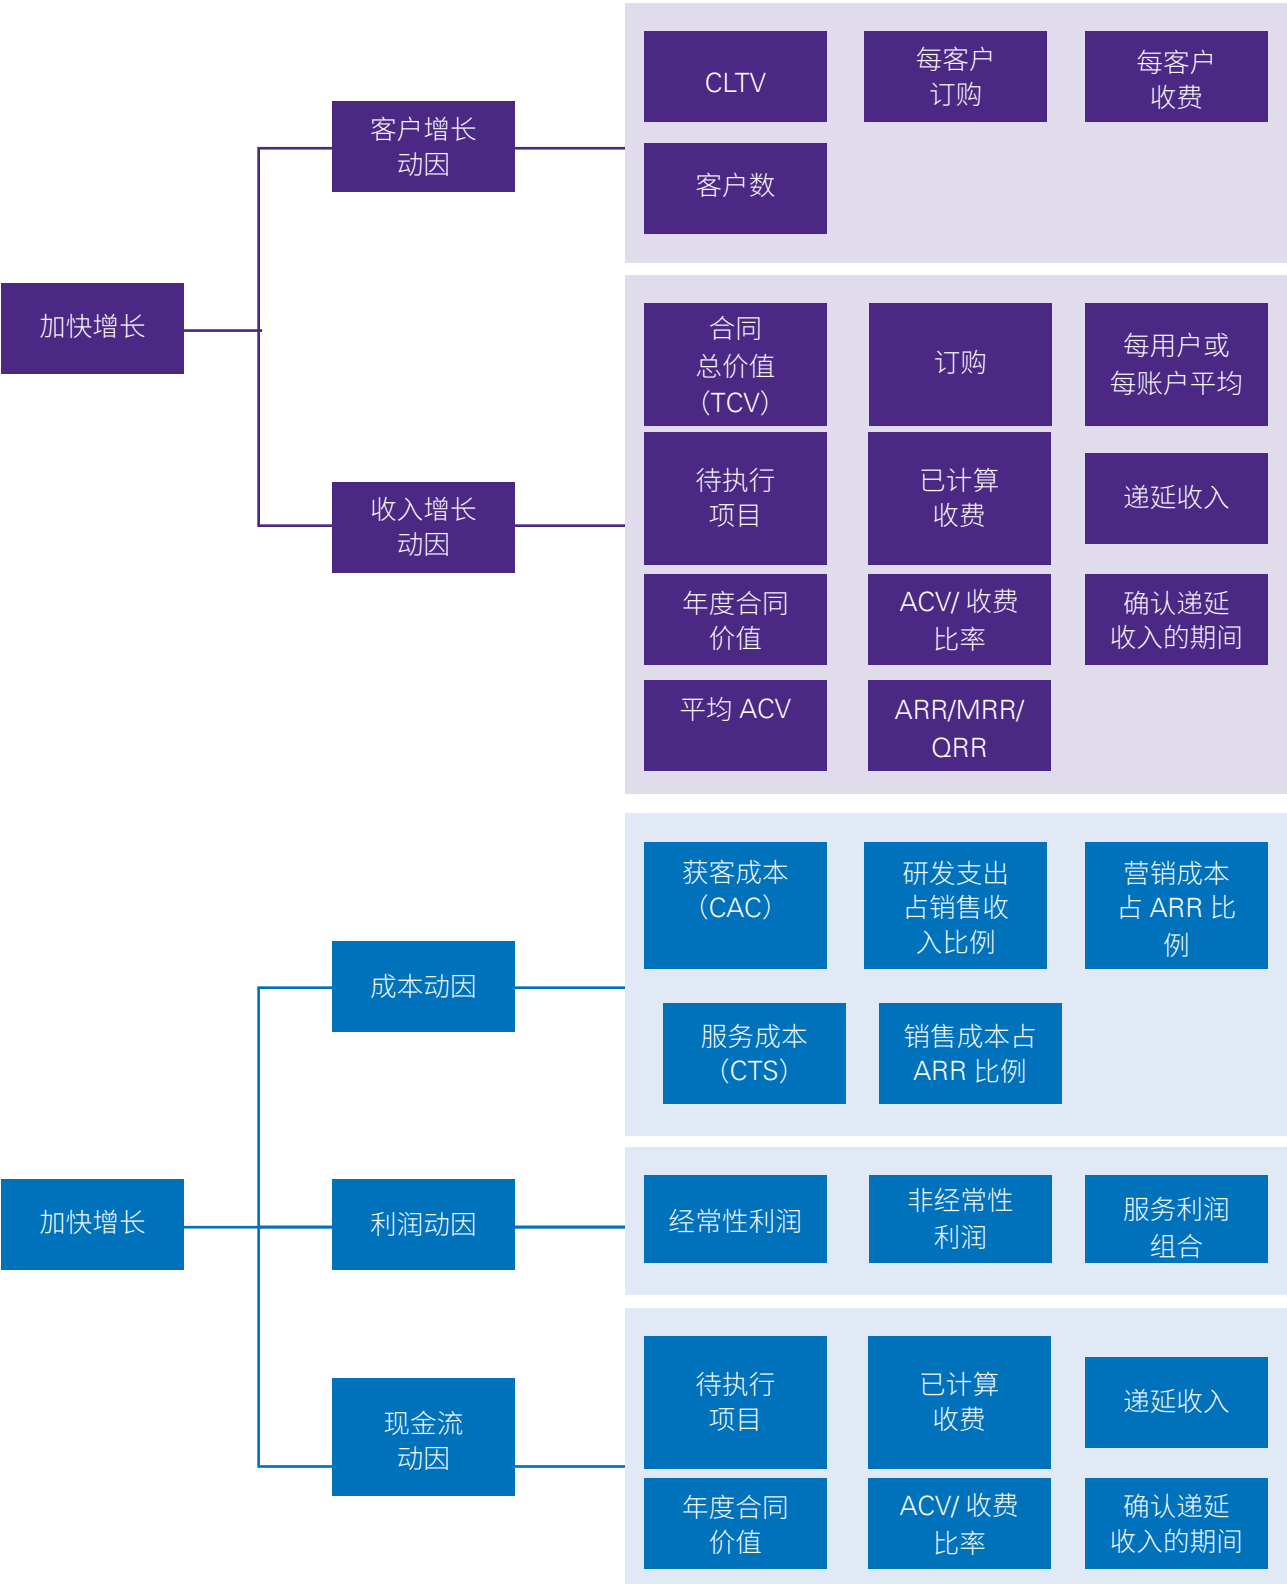 加快增长
客户增长
动因
CLTV
每客户
订购
每客户
收费
客户数
收入增长
动因
合同
总价值
（TCV）
订购
每用户或
每账户平均
待执行
项目
已计算
收费
递延收入
年度合同
价值
ACV/ 收费
比率
确认递延
收入的期间
平均 ACV
ARR/MRR/
QRR
加快增长
成本动因
获客成本
（CAC）
研发支出
占销售收
入比例
营销成本
占 ARR 比
例
服务成本
（CTS）
销售成本占
ARR 比例
利润动因
经常性利润
非经常性
利润
服务利润
组合
现金流
动因
待执行
项目
已计算
收费
递延收入
年度合同
价值
ACV/ 收费
比率
确认递延
收入的期间